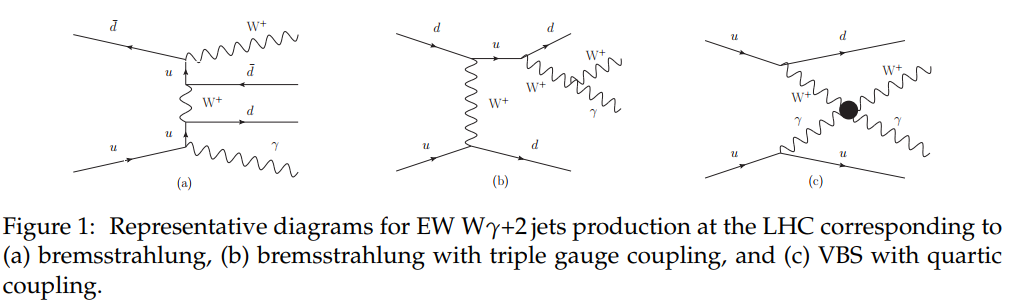 d̄ W+ d u d
u d̄ u d W+ W+
W+ d W+ W+ γ
u γ u d u γ u γ
(a) (b) (c)
Figure 1: Representative diagrams for EW Wγ+2 jets production at the LHC corresponding to
(a) bremsstrahlung, (b) bremsstrahlung with triple gauge coupling, and (c) VBS with quartic
coupling.